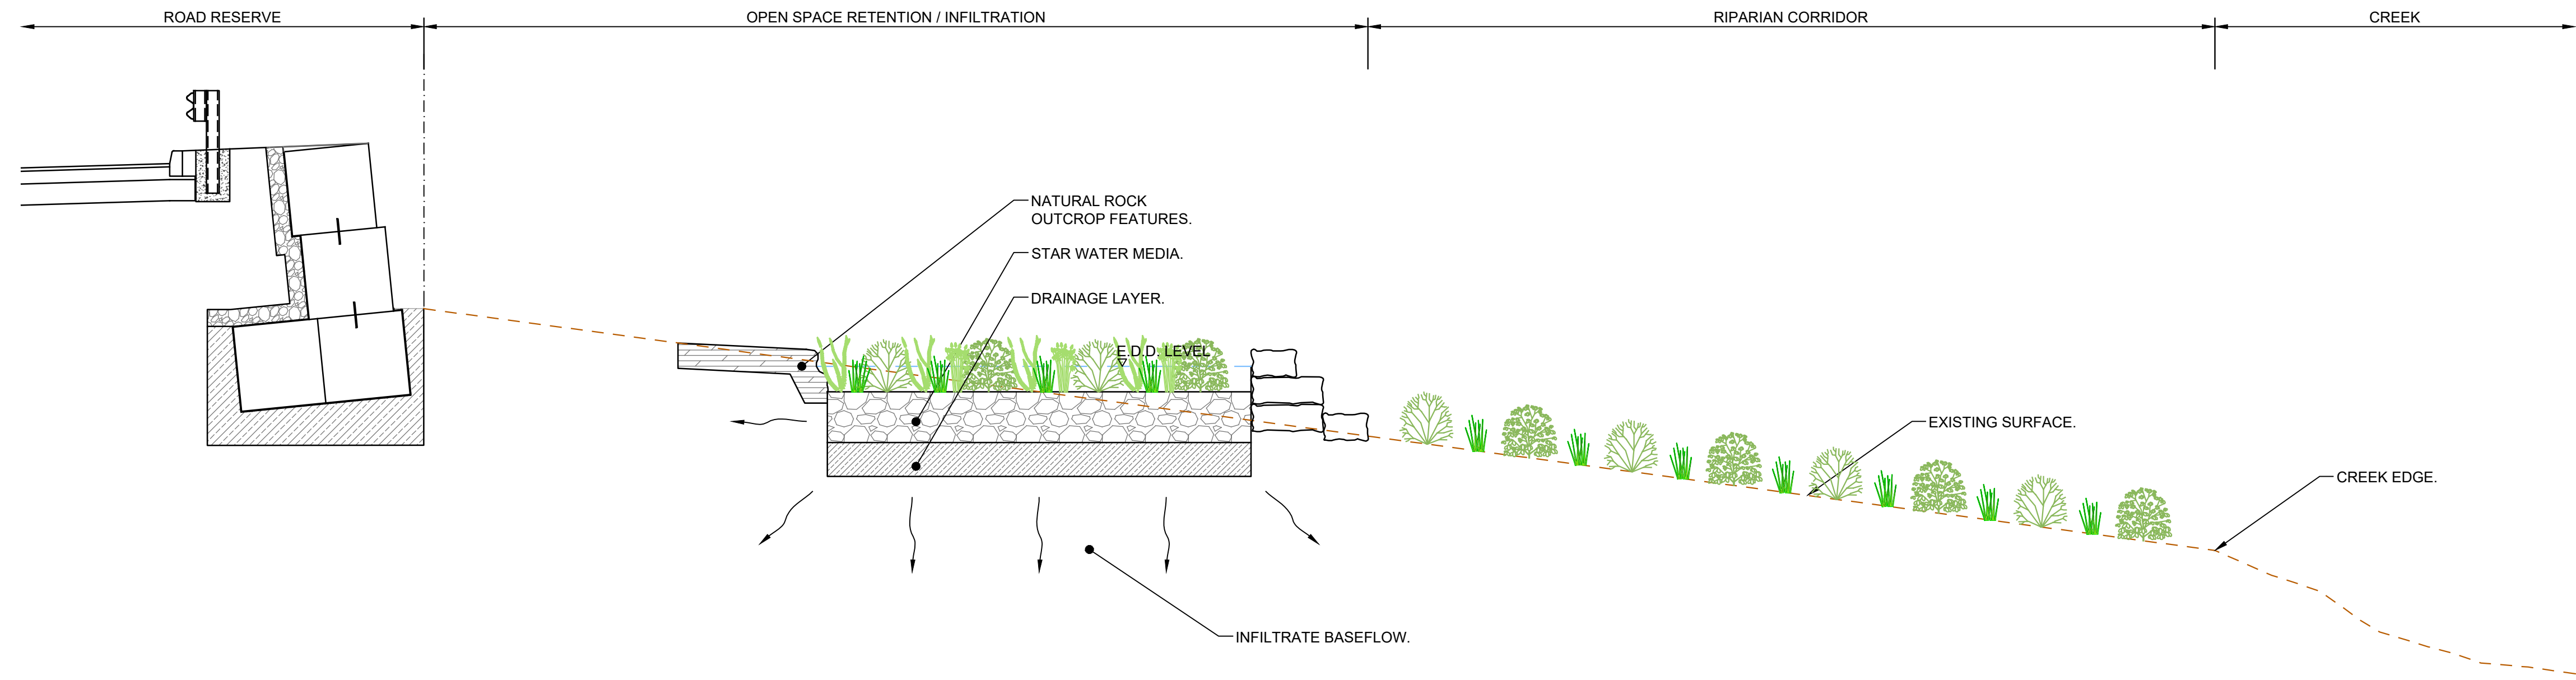 ROAD RESERVE
OPEN SPACE RETENTION / INFILTRATION
RIPARIAN CORRIDOR
CREEK
NATURAL ROCK
OUTCROP FEATURES.
STAR WATER MEDIA.
DRAINAGE LAYER.
E.D.D. LEVEL
EXISTING SURFACE.
CREEK EDGE.
INFILTRATE BASEFLOW.